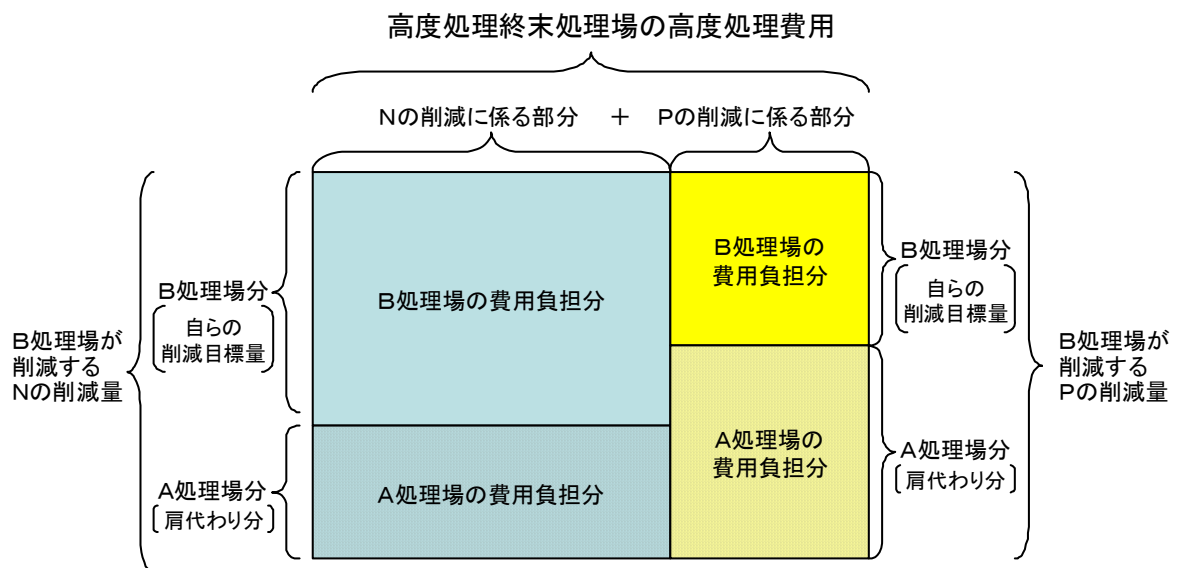 高度処理終末処理場の高度処理費用
Nの削減に係る部分 + Pの削減に係る部分
B処理場が
削減する
Nの削減量
B処理場分
自らの
削減目標量
A処理場分
肩代わり分
B処理場の費用負担分
A処理場の費用負担分
B処理場の
費用負担分
A処理場の
費用負担分
B処理場分
自らの
削減目標量
A処理場分
肩代わり分
B処理場が
削減する
Pの削減量